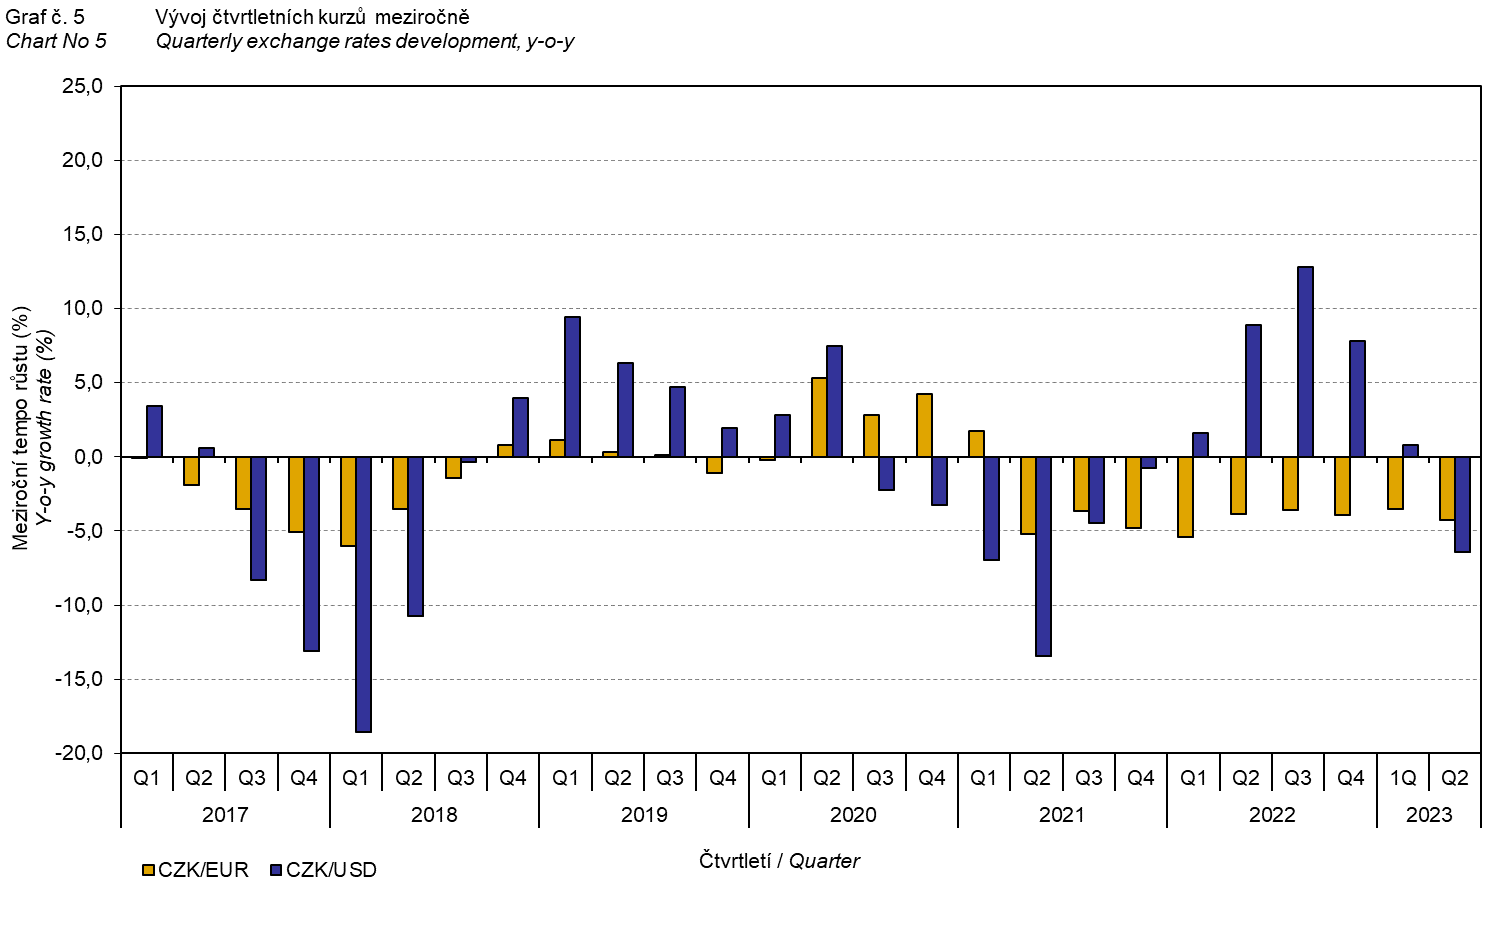 Graf č. 5 Vývoj čtvrtletních kurzů meziročně
Chart No 5 Quarterly exchange rates development, y-o-y
Meziroční tempo růstu (%)
Y-o-y growth rate (%)
25,0
20,0
15,0
10,0
5,0
0,0
-5,0
-10,0
-15,0
-20,0
Q1 Q2 Q3 Q4 Q1 Q2 Q3 Q4 Q1 Q2 Q3 Q4 Q1 Q2 Q3 Q4 Q1 Q2 Q3 Q4 Q1 Q2 Q3 Q4 1Q Q2
2017 2018 2019 2020 2021 2022 2023
Čtvrtletí / Quarter
CZK/EUR CZK/USD